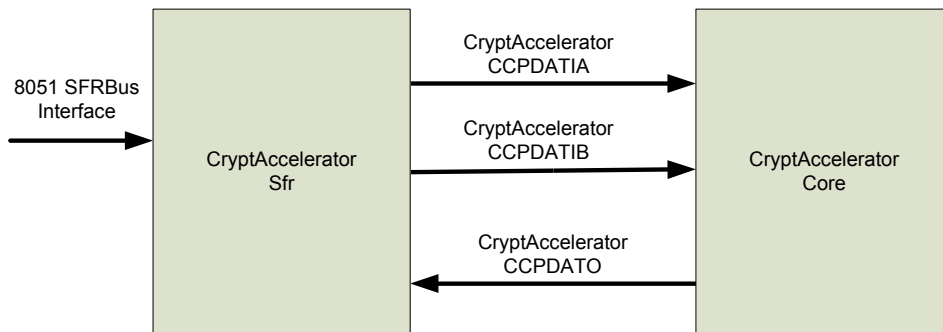 8051 SFRBus
Interface
CryptAccelerator
Sfr
CryptAccelerator
CCPDATIA
CryptAccelerator
CCPDATIB
CryptAccelerator
CCPDATO
CryptAccelerator
Core